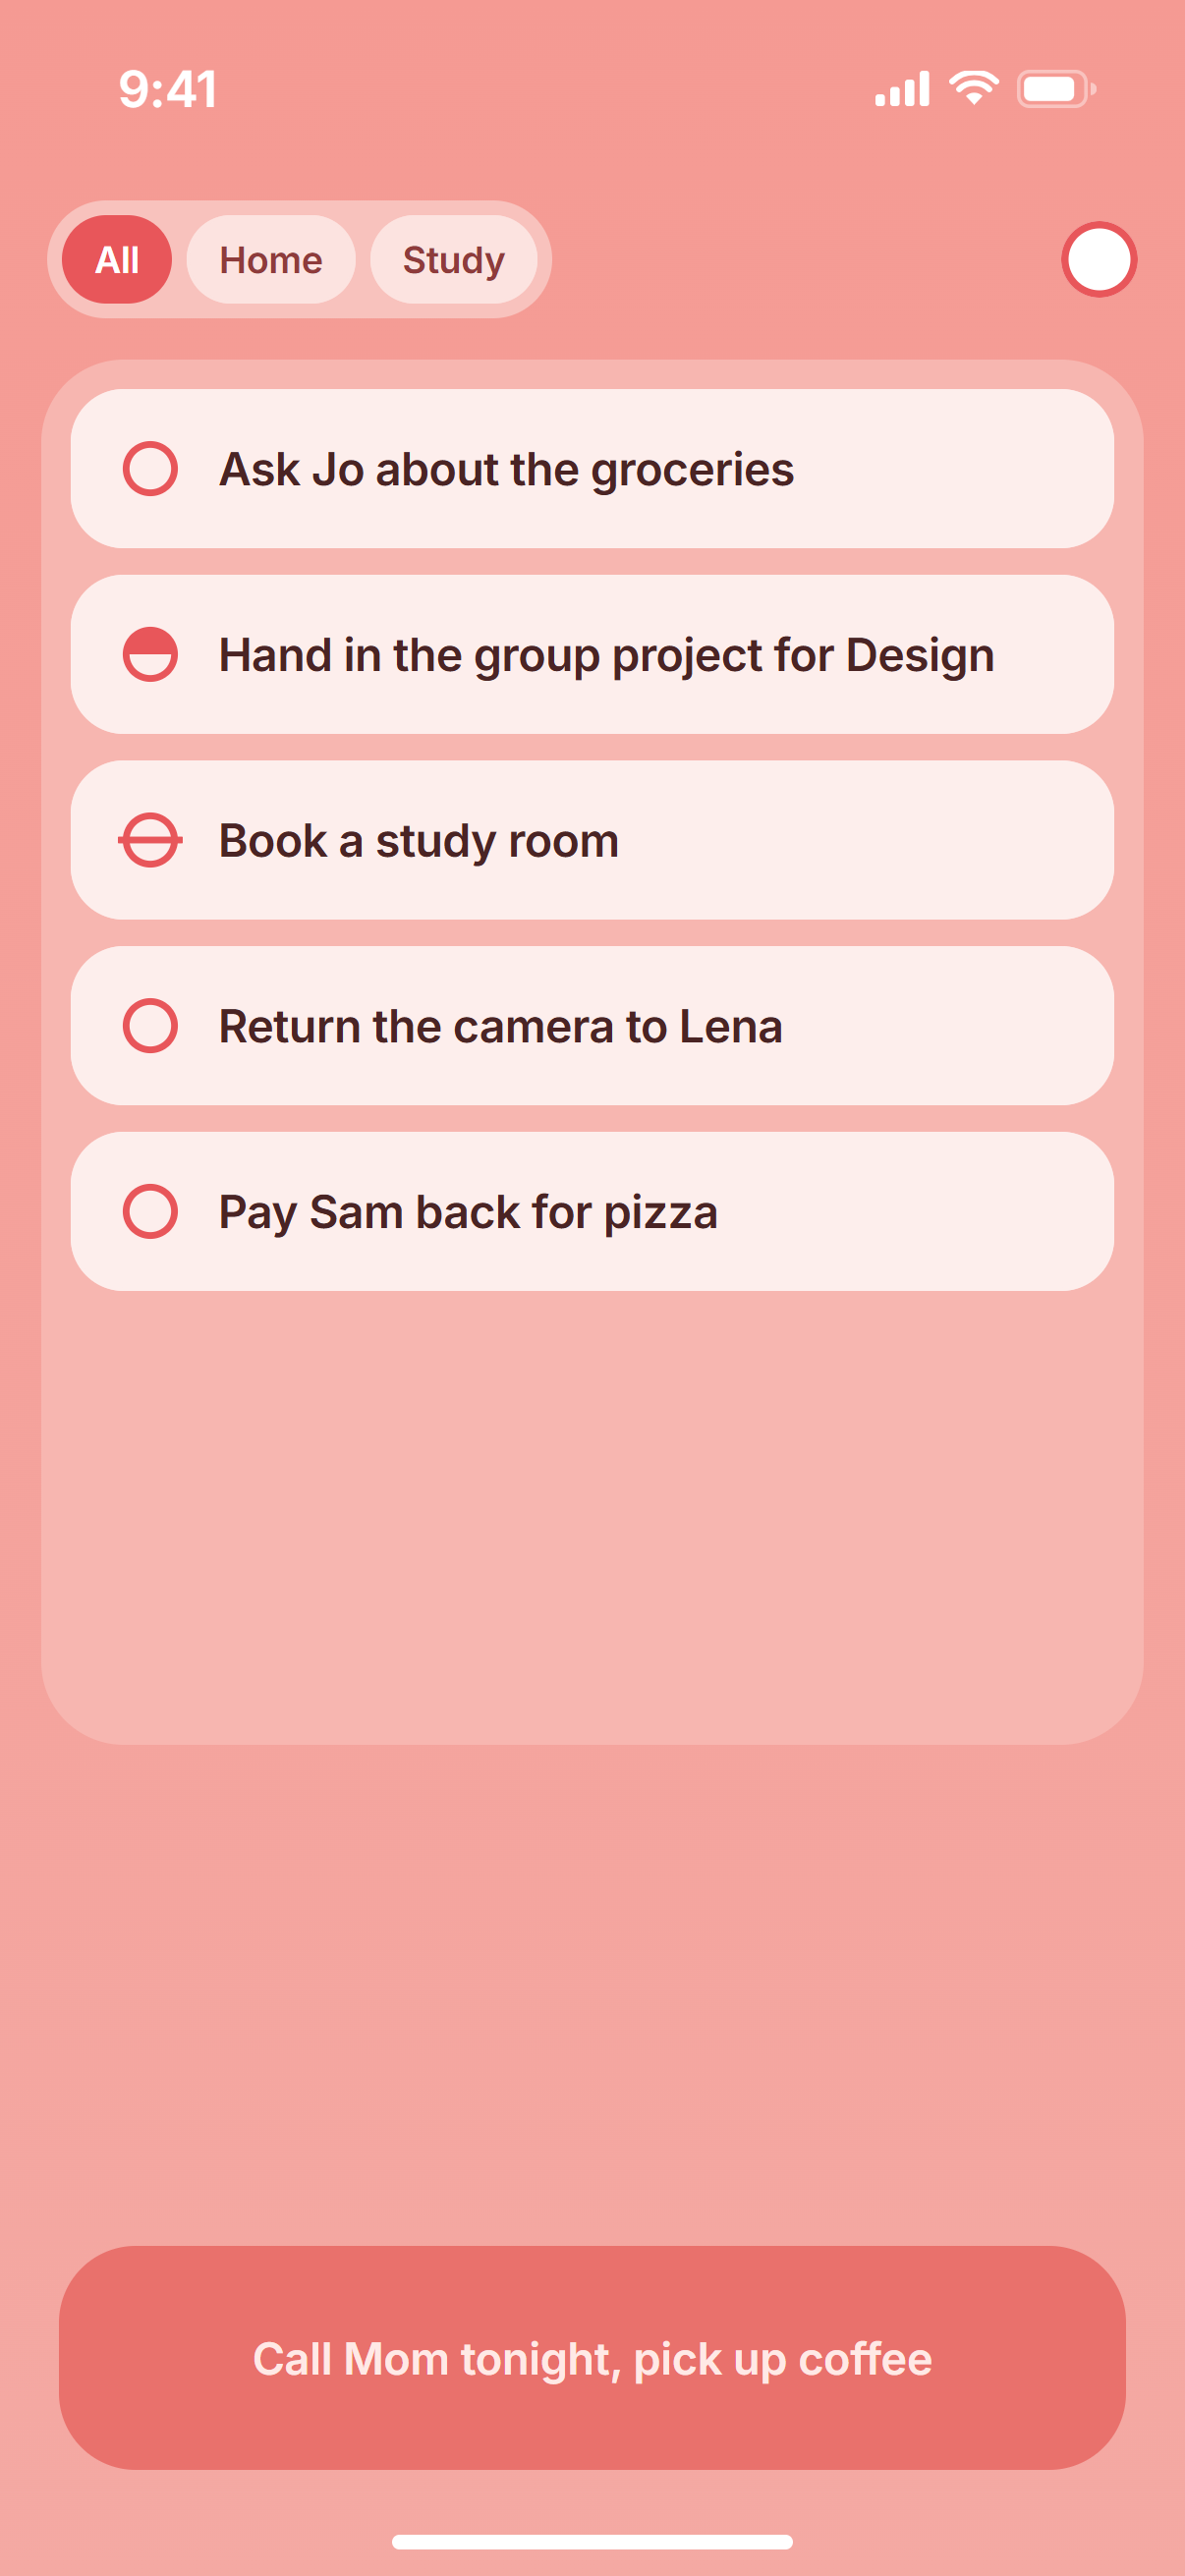 9:41
All Home Study
Ask Jo about the groceries
Hand in the group project for Design
Book a study room
Return the camera to Lena
Pay Sam back for pizza
Call Mom tonight, pick up coffee